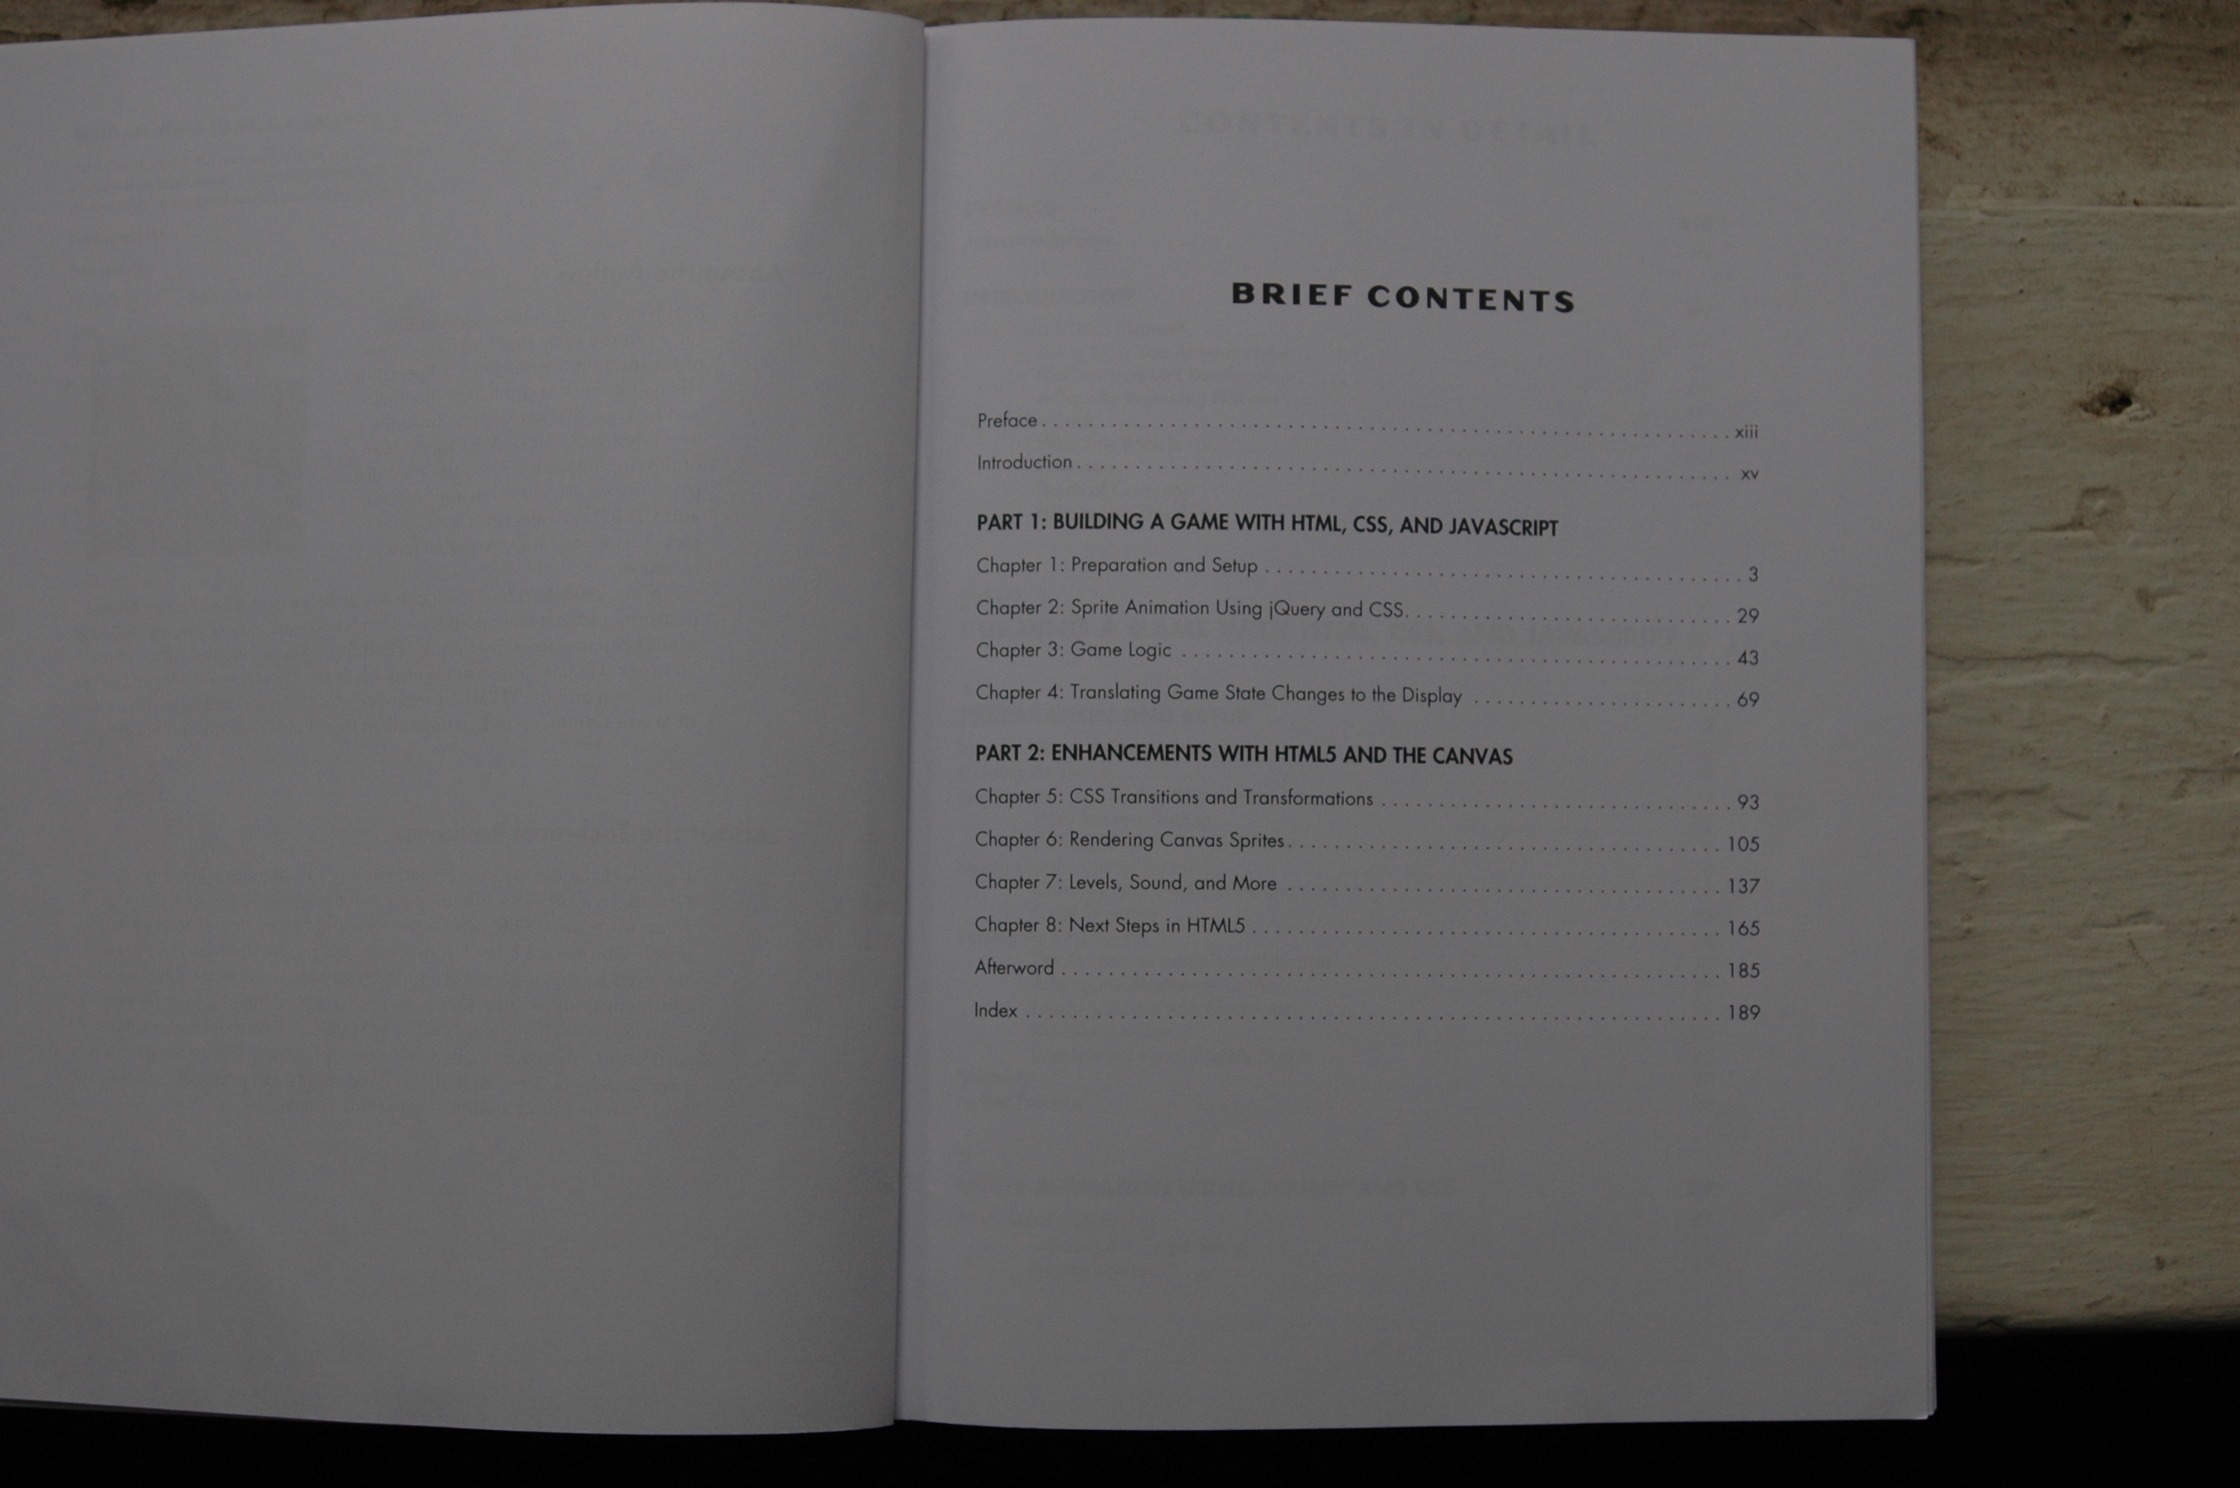 BRIEF CONTENTS
Preface . . . . . . . . . . . . . . . . . . . . . . . . . . . . . . xiii
Introduction . . . . . . . . . . . . . . . . . . . . . . . . . . . . . . xv
PART 1: BUILDING A GAME WITH HTML, CSS, AND JAVASCRIPT
Chapter 1: Preparation and Setup . . . . . . . . . . . . . . . . . . . . 3
Chapter 2: Sprite Animation Using jQuery and CSS. . . . . . . . . . . . . . . 29
Chapter 3: Game Logic . . . . . . . . . . . . . . . . . . . . . . . . 43
Chapter 4: Translating Game State Changes to the Display . . . . . . . . . . . . 69
PART 2: ENHANCEMENTS WITH HTML5 AND THE CANVAS
Chapter 5: CSS Transitions and Transformations . . . . . . . . . . . . . . . . 93
Chapter 6: Rendering Canvas Sprites. . . . . . . . . . . . . . . . . . . . 105
Chapter 7: Levels, Sound, and More . . . . . . . . . . . . . . . . . . . . 137
Chapter 8: Next Steps in HTML5 . . . . . . . . . . . . . . . . . . . . . 165
Afterword . . . . . . . . . . . . . . . . . . . . . . . . . . . . . . 185
Index . . . . . . . . . . . . . . . . . . . . . . . . . . . . . . . . 189